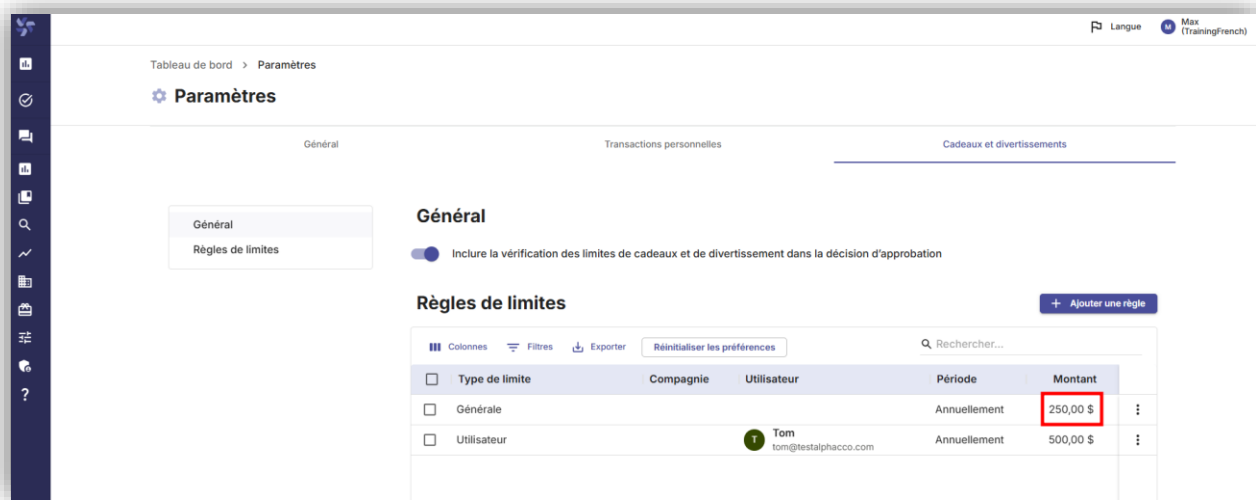 Langue
M
Max
(TrainingFrench)
Tableau de bord > Paramètres
Paramètres
Général
Transactions personnelles
Cadeaux et divertissements
Général
Règles de limites
Général
Inclure la vérification des limites de cadeaux et de divertissement dans la décision d'approbation
Règles de limites
+ Ajouter une règle
Colonnes Filtres Exporter Réinitialiser les préférences Rechercher...
Type de limite Compagnie Utilisateur Période Montant
Générale Annuellement 250,00 $
Utilisateur T Tom Annuellement 500,00 $
tom@testalphacco.com
?